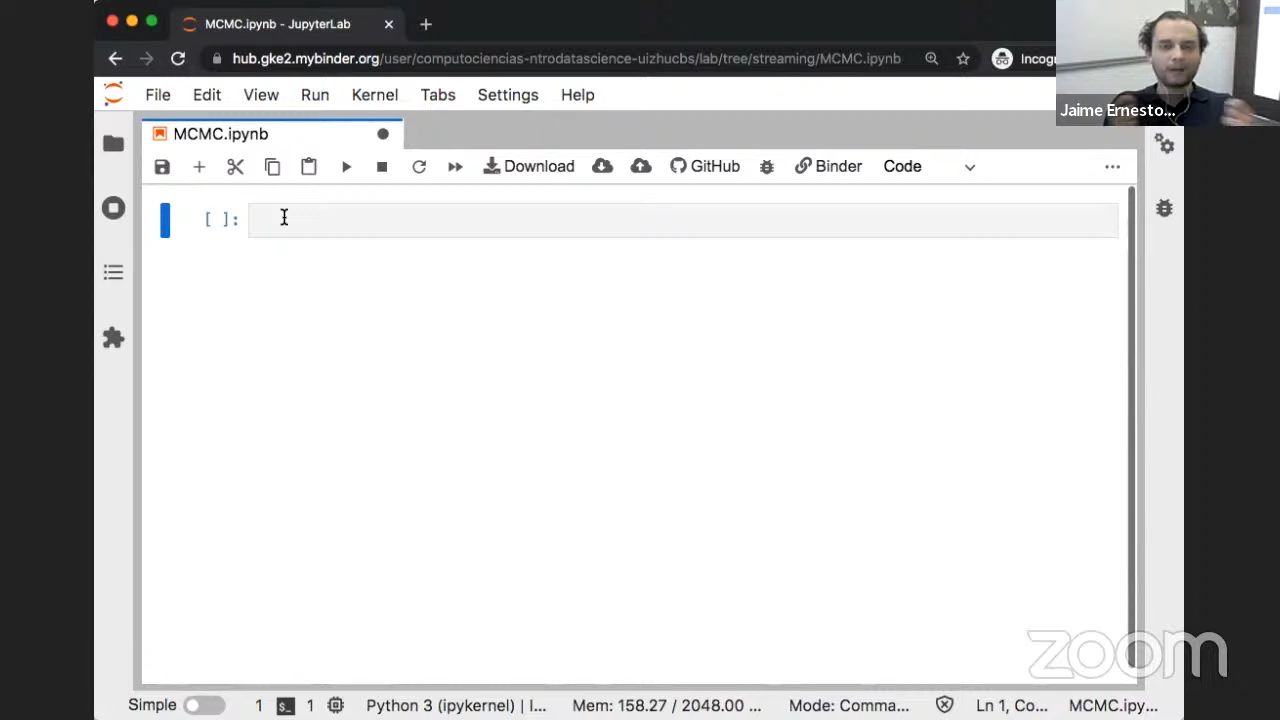 MCMC.ipynb - JupyterLab
hub.gke2.mybinder.org/user/computociencias-ntrodatascience-uizhucbs/lab/tree/streaming/MCMC.ipynb
Incogn
Jaime Ernesto...
File Edit View Run Kernel Tabs Settings Help
MCMC.ipynb
Download GitHub Binder Code
[ ]:
zoom
Simple 1 $_ 1 Python 3 (ipykernel) | I... Mem: 158.27 / 2048.00 ... Mode: Comma... Ln 1, Co... MCMC.ipy...